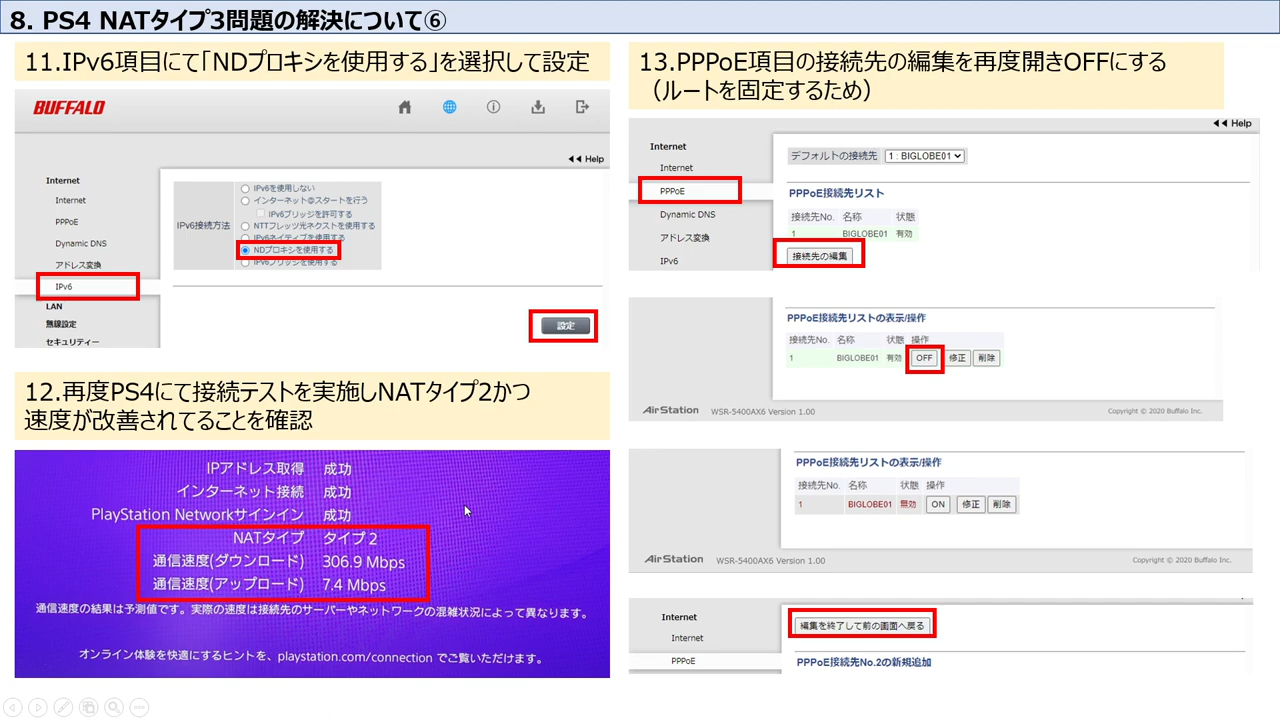 8. PS4 NATタイプ3問題の解決について⑥
11.IPv6項目にて「NDプロキシを使用する」を選択して設定
BUFFALO
Help
Internet
Internet
PPPoE
Dynamic DNS
アドレス変換
IPv6
LAN
無線設定
セキュリティー
IPv6接続方法
IPv6を使用しない
インターネット@スタートを行う
IPv6ブリッジを許可する
NTTフレッツ光ネクストを使用する
IPv6ネイティブを使用する
NDプロキシを使用する
IPv6ブリッジを使用する
設定
12.再度PS4にて接続テストを実施しNATタイプ2かつ
速度が改善されてることを確認
IPアドレス取得 成功
インターネット接続 成功
PlayStation Networkサインイン 成功
NATタイプ タイプ 2
通信速度(ダウンロード) 306.9 Mbps
通信速度(アップロード) 7.4 Mbps
通信速度の結果は予測値です。実際の速度は接続先のサーバーやネットワークの混雑状況によって異なります。
オンライン体験を快適にするヒントを、playstation.com/connection でご覧いただけます。
13.PPPoE項目の接続先の編集を再度開きOFFにする
（ルートを固定するため）
Help
Internet
Internet
PPPoE
Dynamic DNS
アドレス変換
IPv6
デフォルトの接続先 1 : BIGLOBE01
PPPoE接続先リスト
接続先No. 名称 状態
1 BIGLOBE01 有効
接続先の編集
PPPoE接続先リストの表示/操作
接続先No. 名称 状態 操作
1 BIGLOBE01 有効 OFF 修正 削除
AirStation WSR-5400AX6 Version 1.00 Copyright © 2020 Buffalo Inc.
PPPoE接続先リストの表示/操作
接続先No. 名称 状態 操作
1 BIGLOBE01 無効 ON 修正 削除
AirStation WSR-5400AX6 Version 1.00 Copyright © 2020 Buffalo Inc.
Internet
Internet
PPPoE
編集を終了して前の画面へ戻る
PPPoE接続先No.2の新規追加